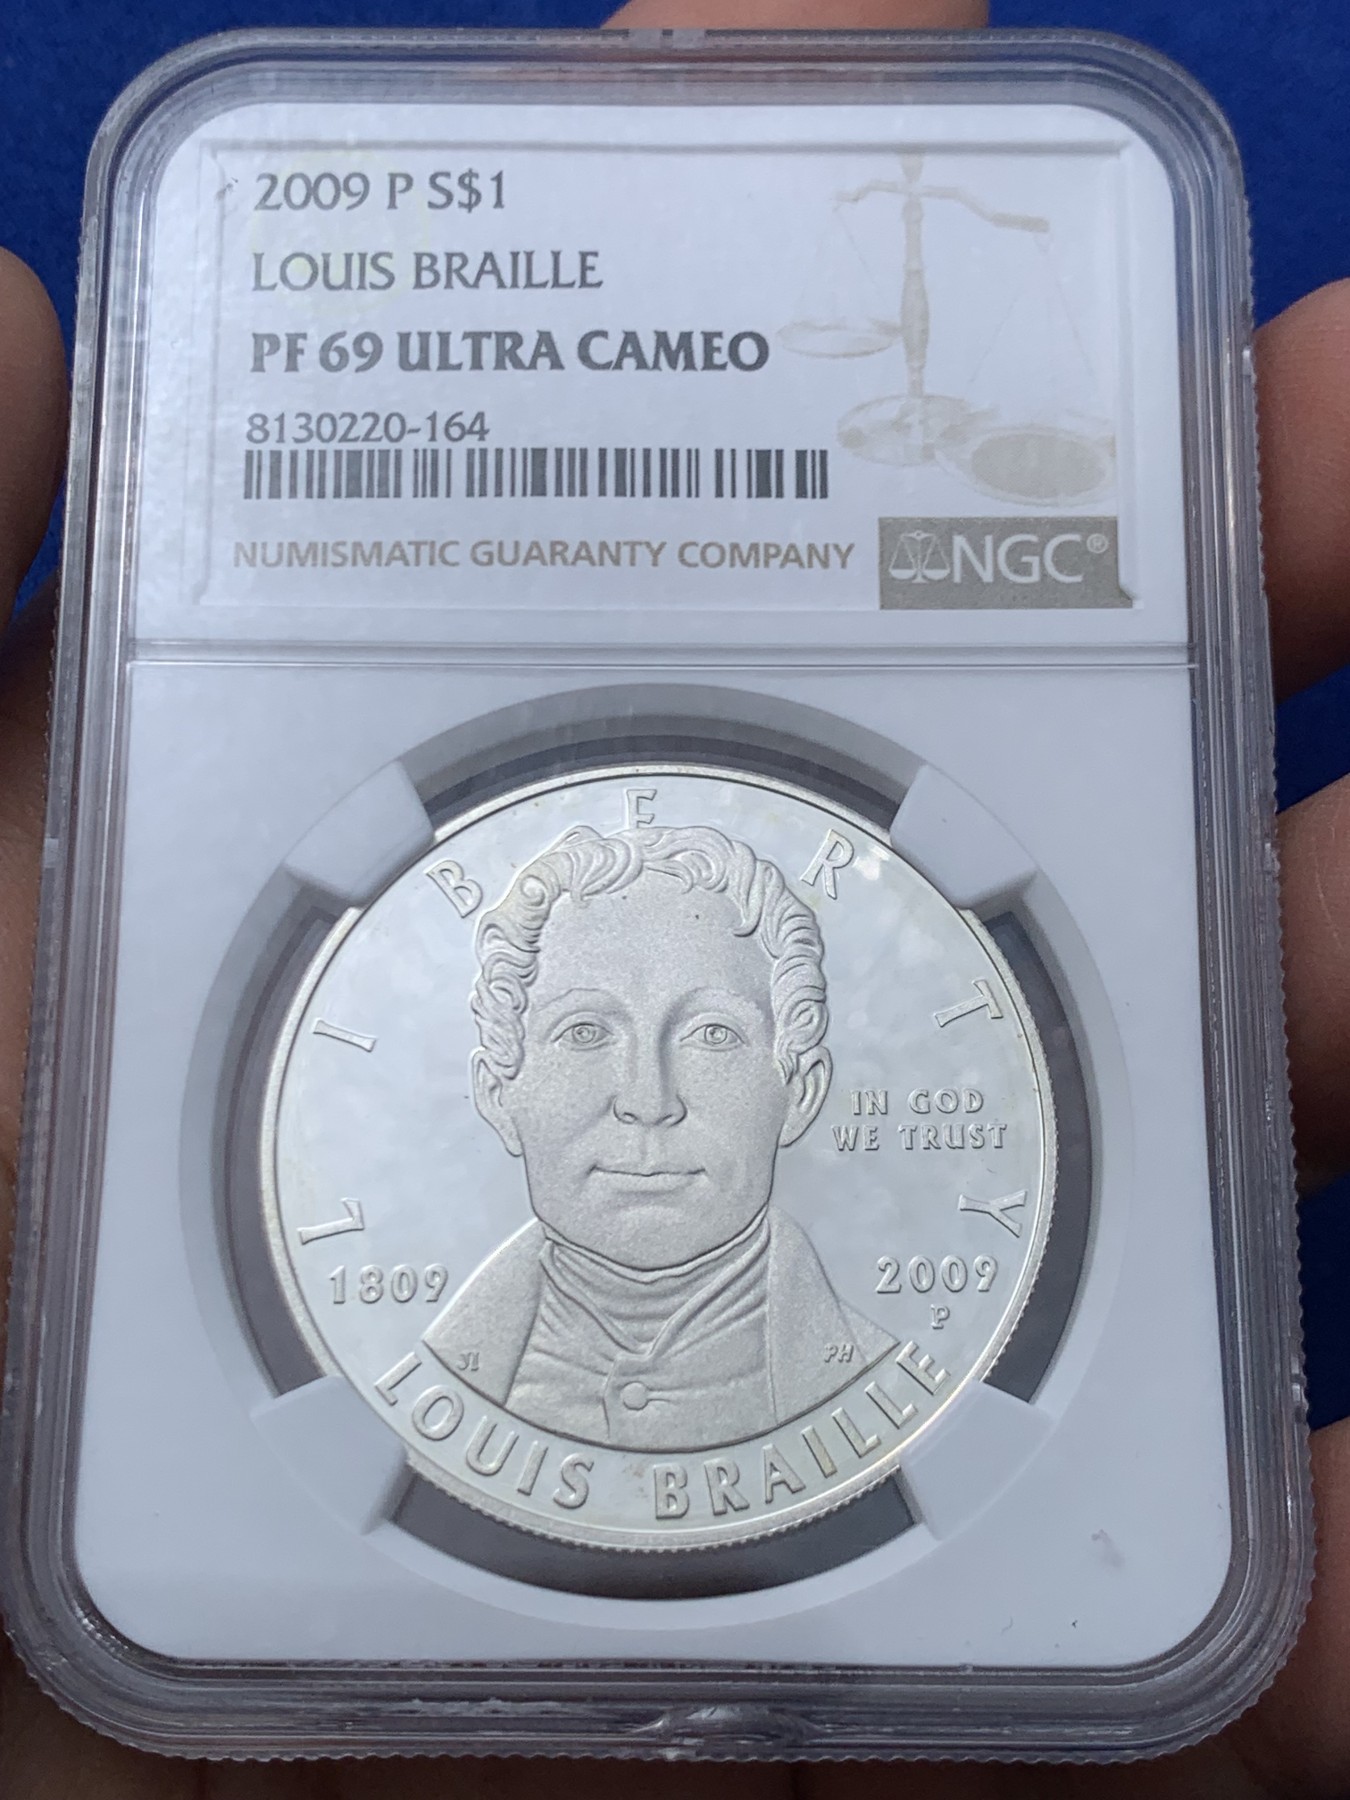 2009 P S$1
LOUIS BRAILLE
PF 69 ULTRA CAMEO
8130220-164
NUMISMATIC GUARANTY COMPANY
NGC®
LIBERTY
IN GOD
WE TRUST
1809
2009
P
JI
PH
LOUIS BRAILLE